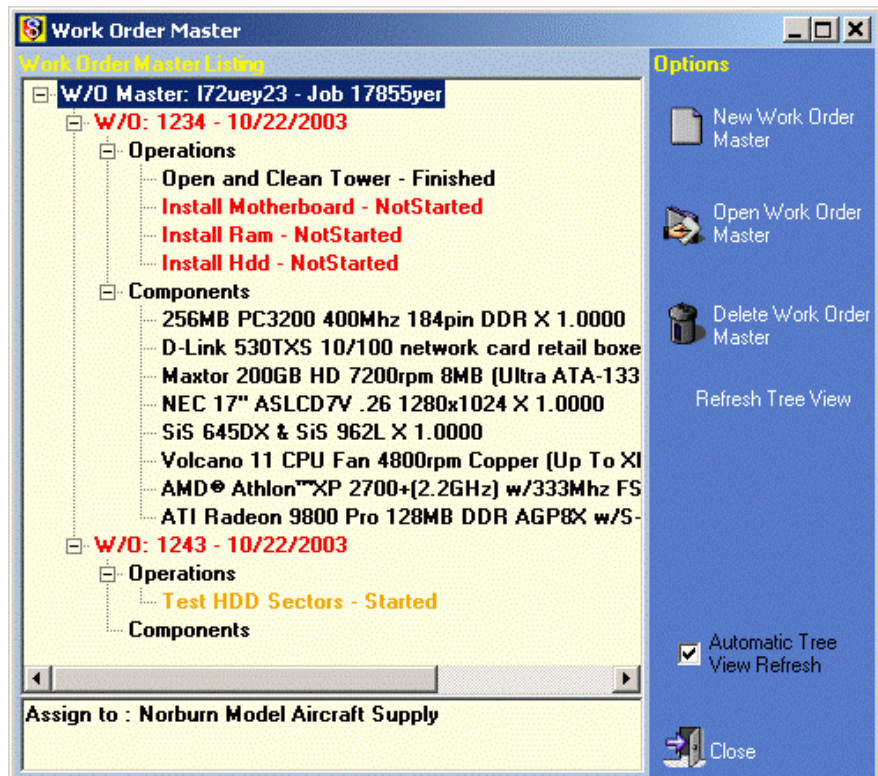 Work Order Master
Work Order Master Listing
W/O Master: I72uey23 - Job 17855yer
W/O: 1234 - 10/22/2003
Operations
Open and Clean Tower - Finished
Install Motherboard - NotStarted
Install Ram - NotStarted
Install Hdd - NotStarted
Components
256MB PC3200 400Mhz 184pin DDR X 1.0000
D-Link 530TXS 10/100 network card retail boxe
Maxtor 200GB HD 7200rpm 8MB (Ultra ATA-133
NEC 17" ASLCD7V .26 1280x1024 X 1.0000
SiS 645DX & SiS 962L X 1.0000
Volcano 11 CPU Fan 4800rpm Copper (Up To XI
AMD® Athlon™XP 2700+(2.2GHz) w/333Mhz FS
ATI Radeon 9800 Pro 128MB DDR AGP8X w/S-
W/O: 1243 - 10/22/2003
Operations
Test HDD Sectors - Started
Components
Assign to : Norburn Model Aircraft Supply
Options
New Work Order
Master
Open Work Order
Master
Delete Work Order
Master
Refresh Tree View
Automatic Tree
View Refresh
Close